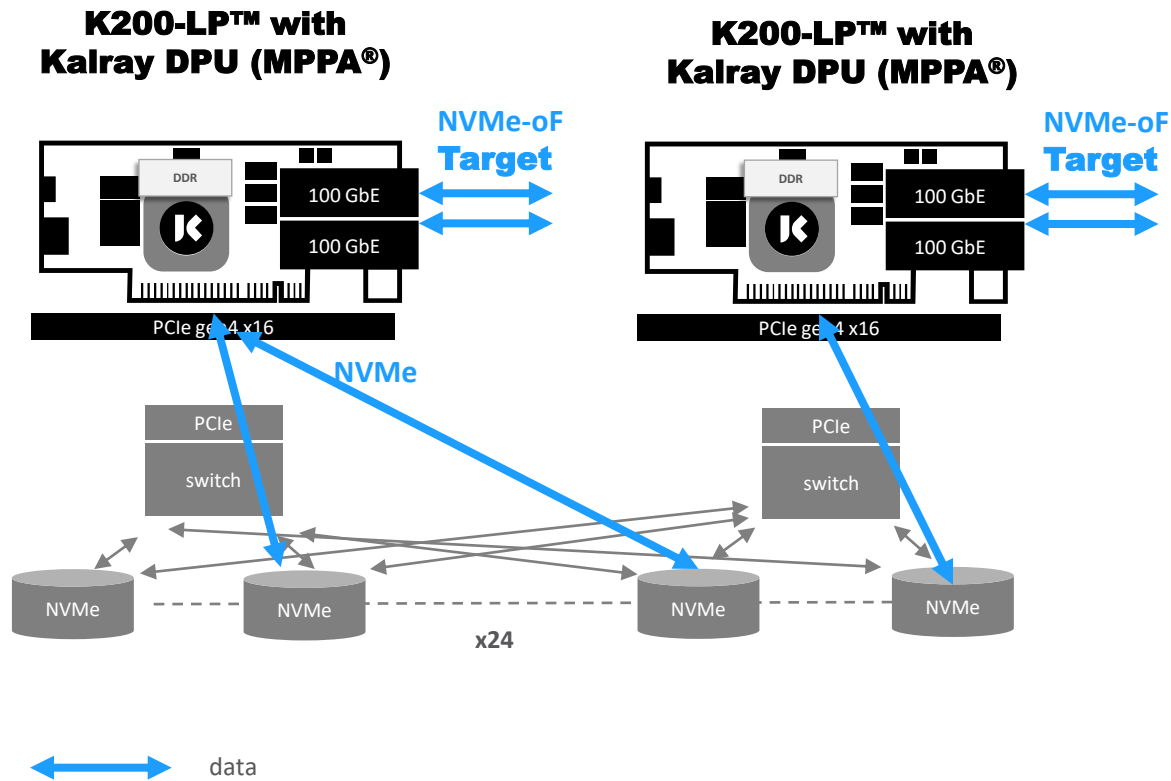 K200-LP™ with
Kalray DPU (MPPA®)
K200-LP™ with
Kalray DPU (MPPA®)
NVMe-oF
Target
NVMe-oF
Target
DDR
100 GbE
100 GbE
DDR
100 GbE
100 GbE
PCIe gen4 x16
PCIe gen4 x16
NVMe
PCIe
switch
PCIe
switch
NVMe
NVMe
NVMe
NVMe
x24
data